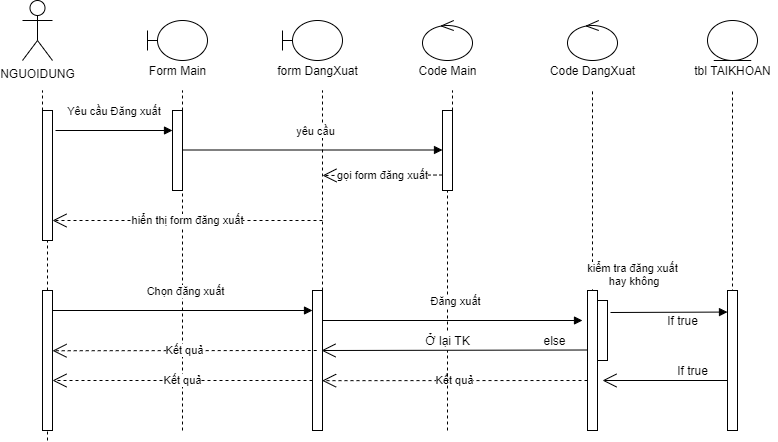 NGUOIDUNG
Form Main
form DangXuat
Code Main
Code DangXuat
tbl TAIKHOAN
Yêu cầu Đăng xuất
yêu cầu
gọi form đăng xuất
hiển thị form đăng xuất
kiểm tra đăng xuất
hay không
Chọn đăng xuất
Đăng xuất
If true
Ở lại TK
else
Kết quả
If true
Kết quả
Kết quả